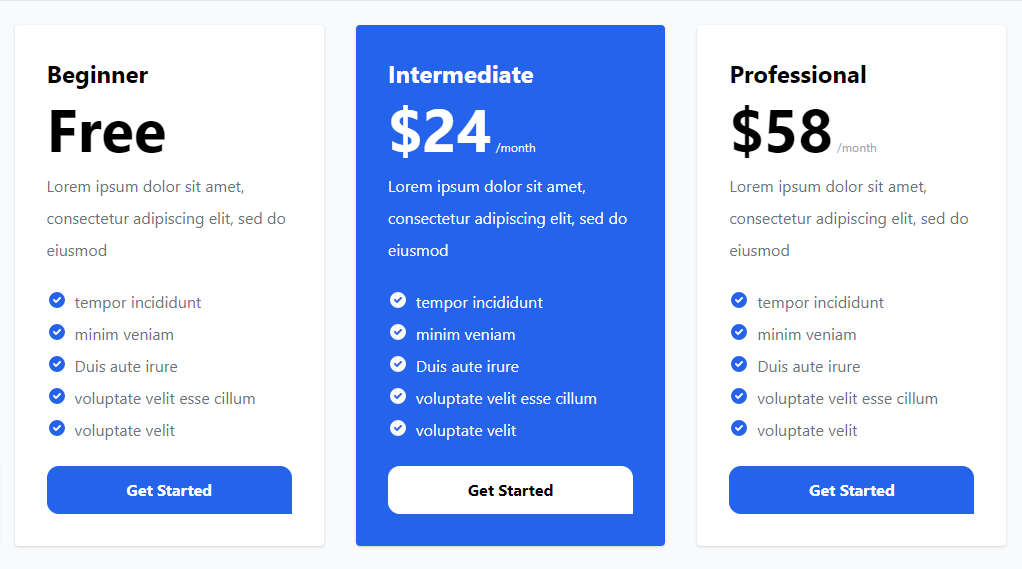 Beginner
Free
Lorem ipsum dolor sit amet,
consectetur adipiscing elit, sed do
eiusmod
tempor incididunt
minim veniam
Duis aute irure
voluptate velit esse cillum
voluptate velit
Get Started
Intermediate
$24 /month
Lorem ipsum dolor sit amet,
consectetur adipiscing elit, sed do
eiusmod
tempor incididunt
minim veniam
Duis aute irure
voluptate velit esse cillum
voluptate velit
Get Started
Professional
$58 /month
Lorem ipsum dolor sit amet,
consectetur adipiscing elit, sed do
eiusmod
tempor incididunt
minim veniam
Duis aute irure
voluptate velit esse cillum
voluptate velit
Get Started